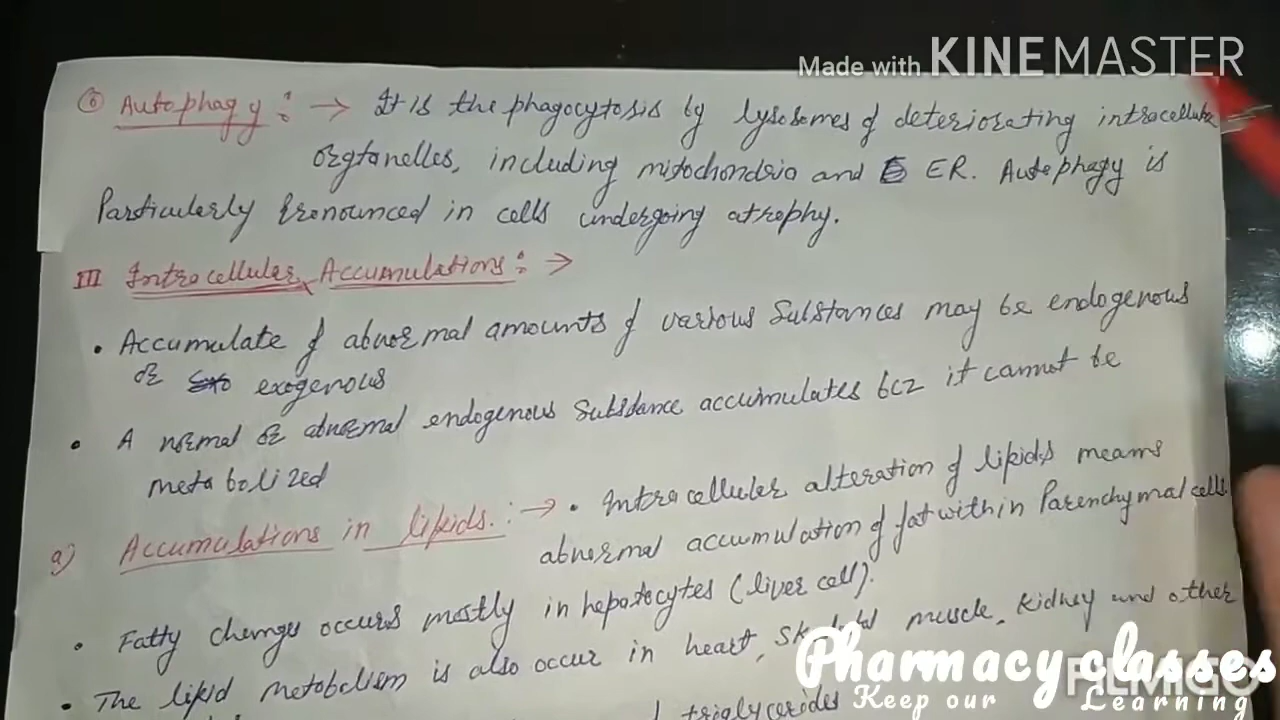 Made with KINEMASTER
⑥ Autophagy : → It is the phagocytosis by lysosomes of deteriorating intracellular
orgtanelles, including mitochondria and ER. Autophagy is
Particularly Pronounced in cells undergoing atrophy.
III Intracellular Accumulations : →
• Accumulate of abnormal amounts of various Substances may be endogenous
or exogenous
• A normal or abnormal endogenous Substance accumulates bcz it cannot be
metabolized
a) Accumulations in lipids. : → • Intracellular alteration of lipids means
abnormal accumulation of fat within Parenchymal cells
• Fatty changes occurs mostly in hepatocytes (liver cell).
• The lipid metabolism is also occur in heart, muscle, kidney and other
triglycerides
Pharmacy classes
FILMIGO
Keep our Learning